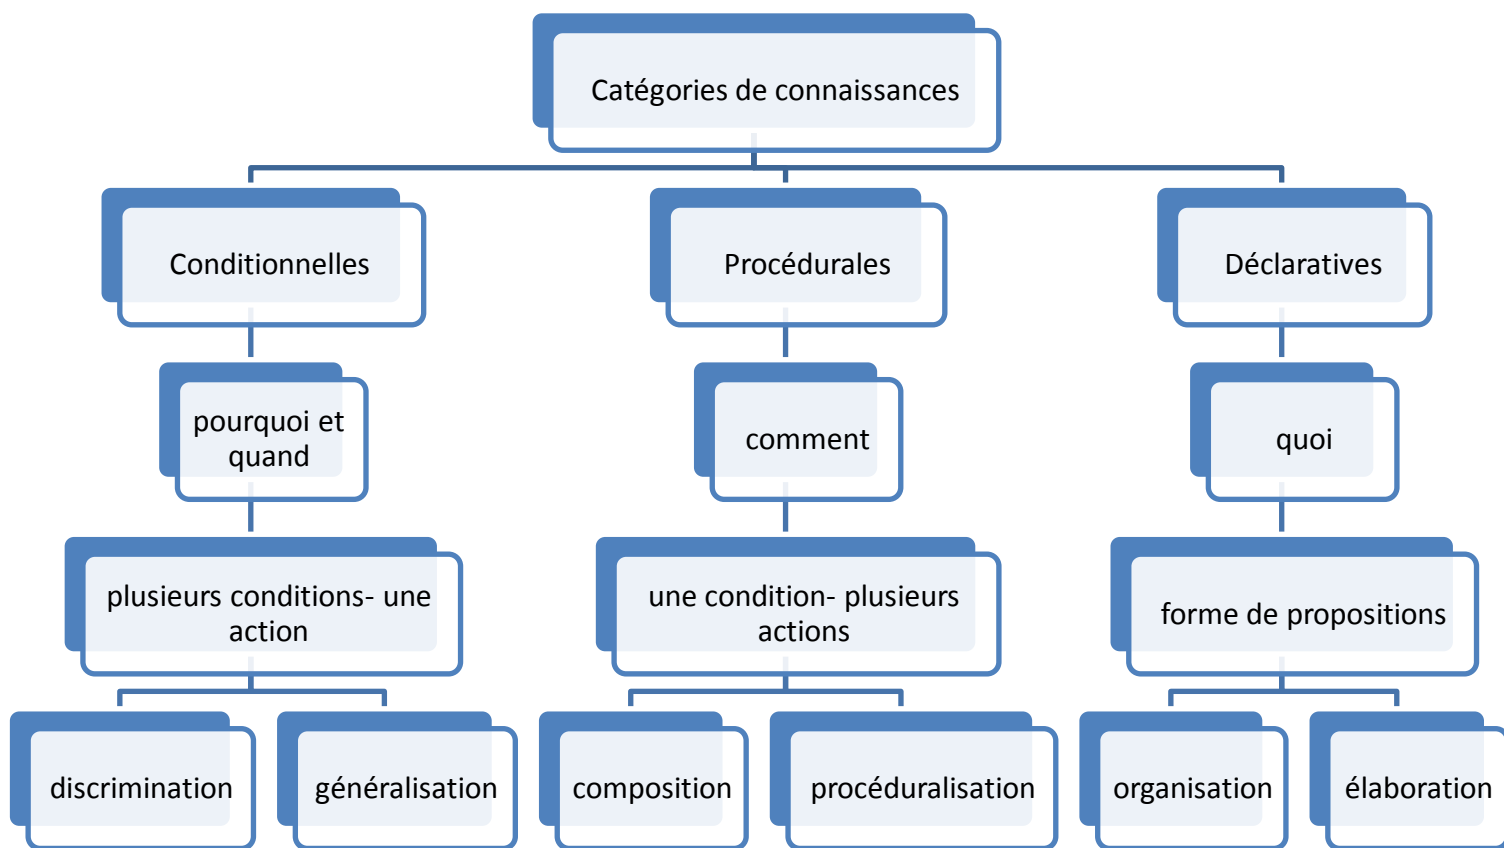 Catégories de connaissances
Conditionnelles
Procédurales
Déclaratives
pourquoi et
quand
comment
quoi
plusieurs conditions- une
action
une condition- plusieurs
actions
forme de propositions
discrimination
généralisation
composition
procéduralisation
organisation
élaboration